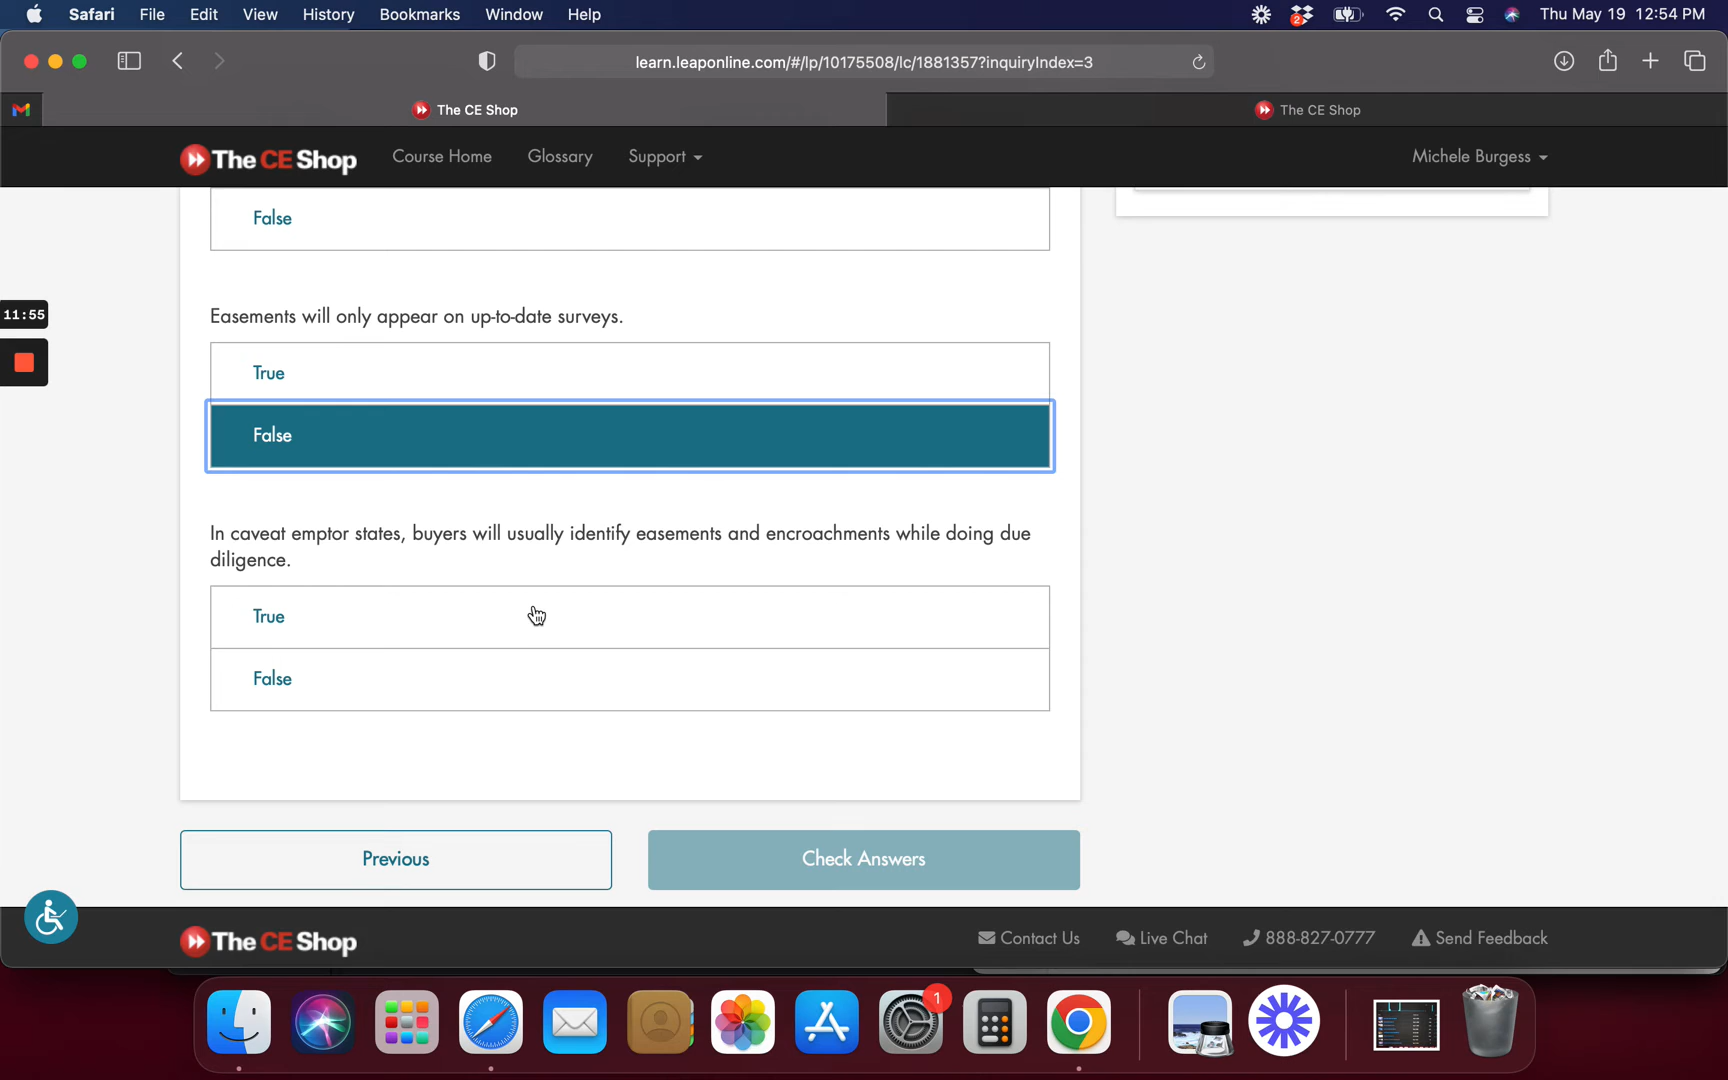 Safari File Edit View History Bookmarks Window Help
2
Thu May 19 12:54 PM
learn.leaponline.com/#/lp/10175508/lc/1881357?inquiryIndex=3
The CE Shop
The CE Shop
The CE Shop
Course Home Glossary Support
Michele Burgess
False
11:55
Easements will only appear on up-to-date surveys.
True
False
In caveat emptor states, buyers will usually identify easements and encroachments while doing due
diligence.
True
False
Previous
Check Answers
The CE Shop
Contact Us Live Chat 888-827-0777 Send Feedback
1